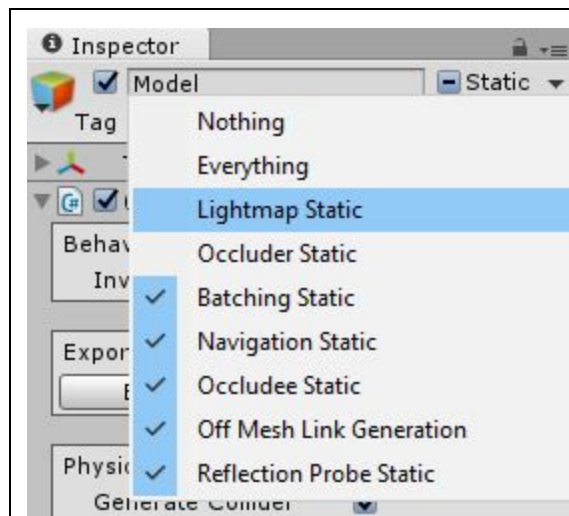 Inspector
Model Static
Tag Nothing
Everything
Lightmap Static
Behav Occluder Static
Inv
Batching Static
Navigation Static
Expor
Occludee Static
Off Mesh Link Generation
Physic Reflection Probe Static
Generate Collider